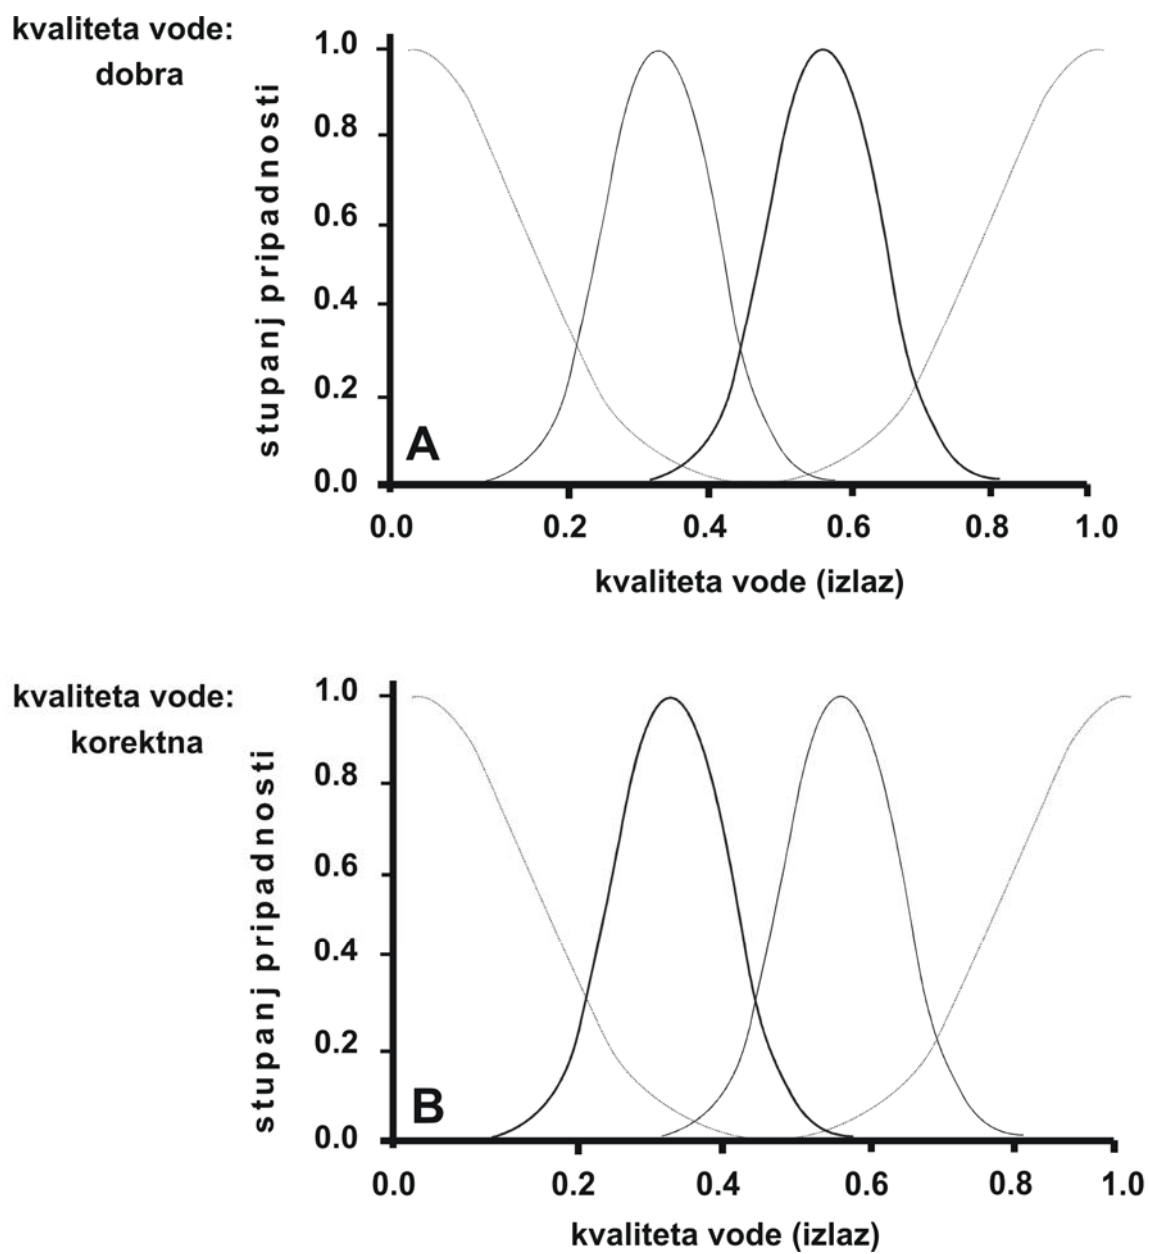 kvaliteta vode:
dobra
stupanj pripadnosti
1.0
0.8
0.6
0.4
0.2
0.0
A
0.0 0.2 0.4 0.6 0.8 1.0
kvaliteta vode (izlaz)
kvaliteta vode:
korektna
stupanj pripadnosti
1.0
0.8
0.6
0.4
0.2
0.0
B
0.0 0.2 0.4 0.6 0.8 1.0
kvaliteta vode (izlaz)